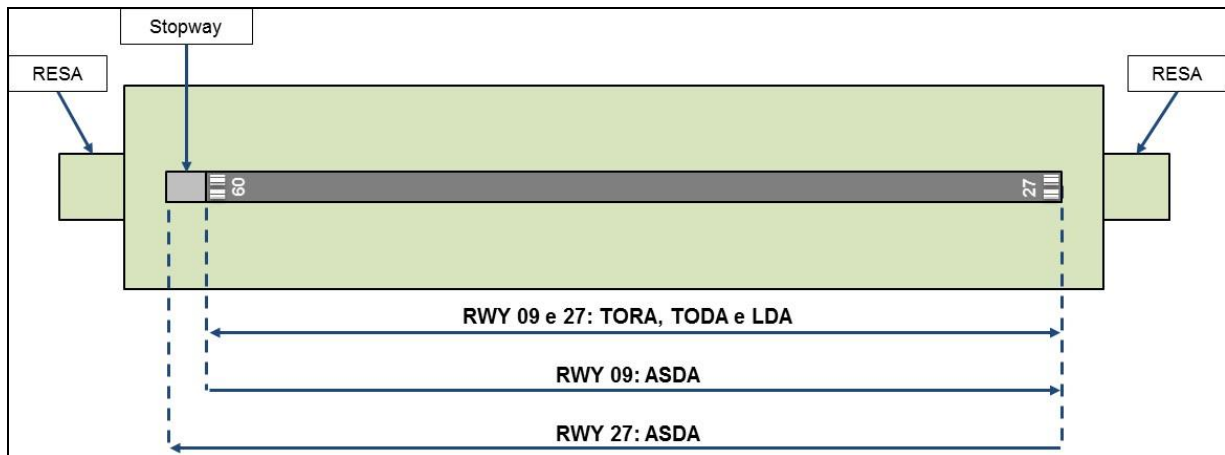 Stopway
RESA
RESA
09
27
RWY 09 e 27: TORA, TODA e LDA
RWY 09: ASDA
RWY 27: ASDA